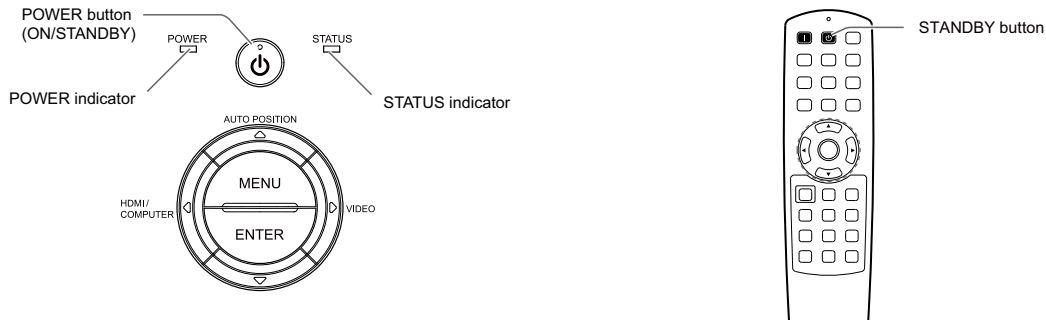 POWER button
(ON/STANDBY)
POWER
STATUS
POWER indicator
STATUS indicator
AUTO POSITION
MENU
HDMI/
COMPUTER
VIDEO
ENTER
STANDBY button